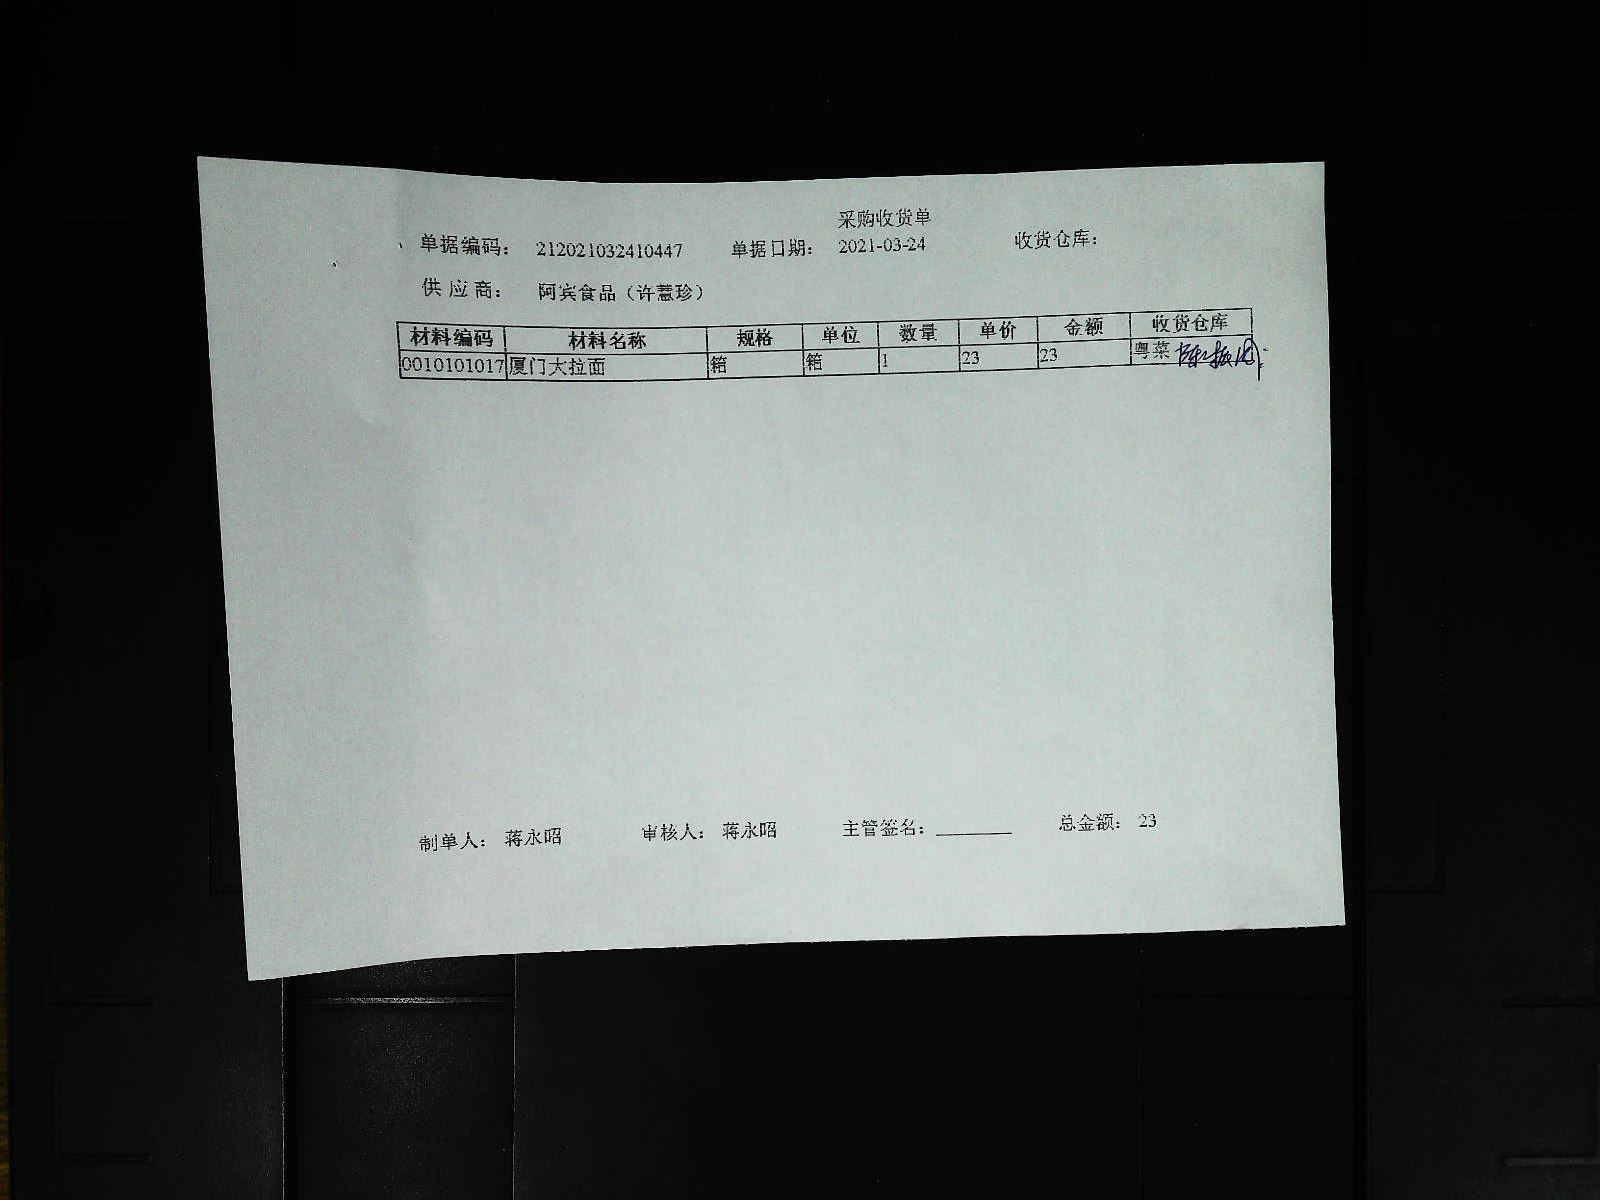 采购收货单
单据编码： 212021032410447 单据日期： 2021-03-24 收货仓库：
供 应 商： 阿宾食品（许慧珍）
材料编码 材料名称 规格 单位 数量 单价 金额 收货仓库
0010101017 厦门大拉面 箱 箱 1 23 23 粤菜
制单人： 蒋永昭 审核人： 蒋永昭 主管签名：________ 总金额： 23